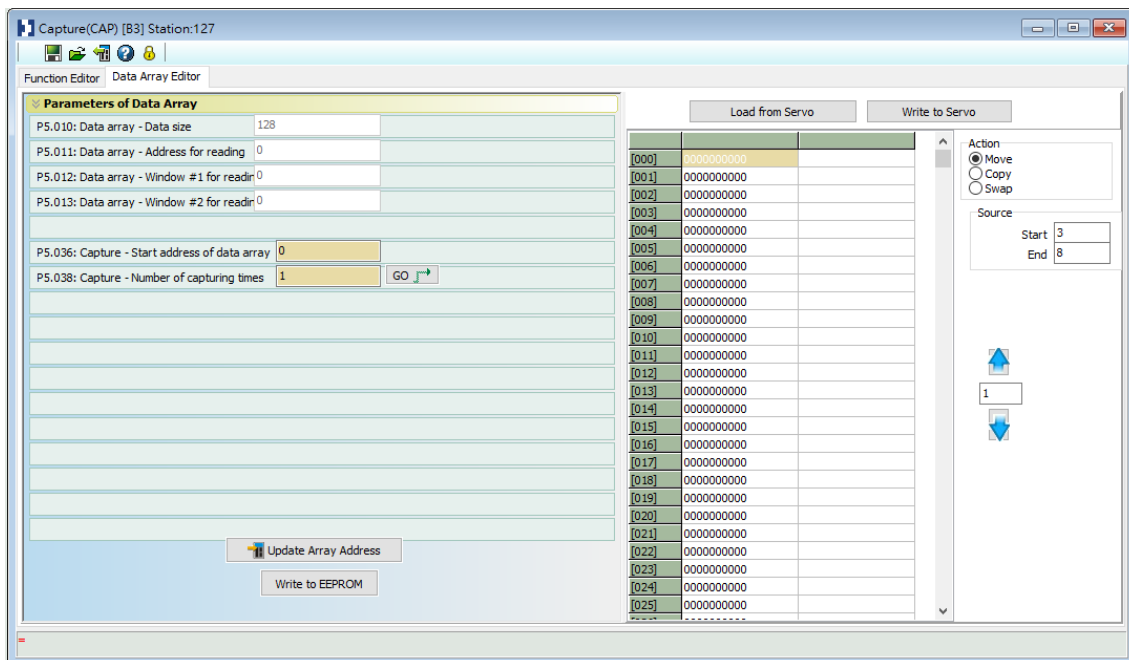 Capture(CAP) [B3] Station:127
Function Editor Data Array Editor
Parameters of Data Array
P5.010: Data array - Data size 128
P5.011: Data array - Address for reading 0
P5.012: Data array - Window #1 for readir 0
P5.013: Data array - Window #2 for readir 0
P5.036: Capture - Start address of data array 0
P5.038: Capture - Number of capturing times 1 GO
Update Array Address
Write to EEPROM
Load from Servo Write to Servo
[000] 0000000000
[001] 0000000000
[002] 0000000000
[003] 0000000000
[004] 0000000000
[005] 0000000000
[006] 0000000000
[007] 0000000000
[008] 0000000000
[009] 0000000000
[010] 0000000000
[011] 0000000000
[012] 0000000000
[013] 0000000000
[014] 0000000000
[015] 0000000000
[016] 0000000000
[017] 0000000000
[018] 0000000000
[019] 0000000000
[020] 0000000000
[021] 0000000000
[022] 0000000000
[023] 0000000000
[024] 0000000000
[025] 0000000000
Action
Move
Copy
Swap
Source
Start 3
End 8
1
=